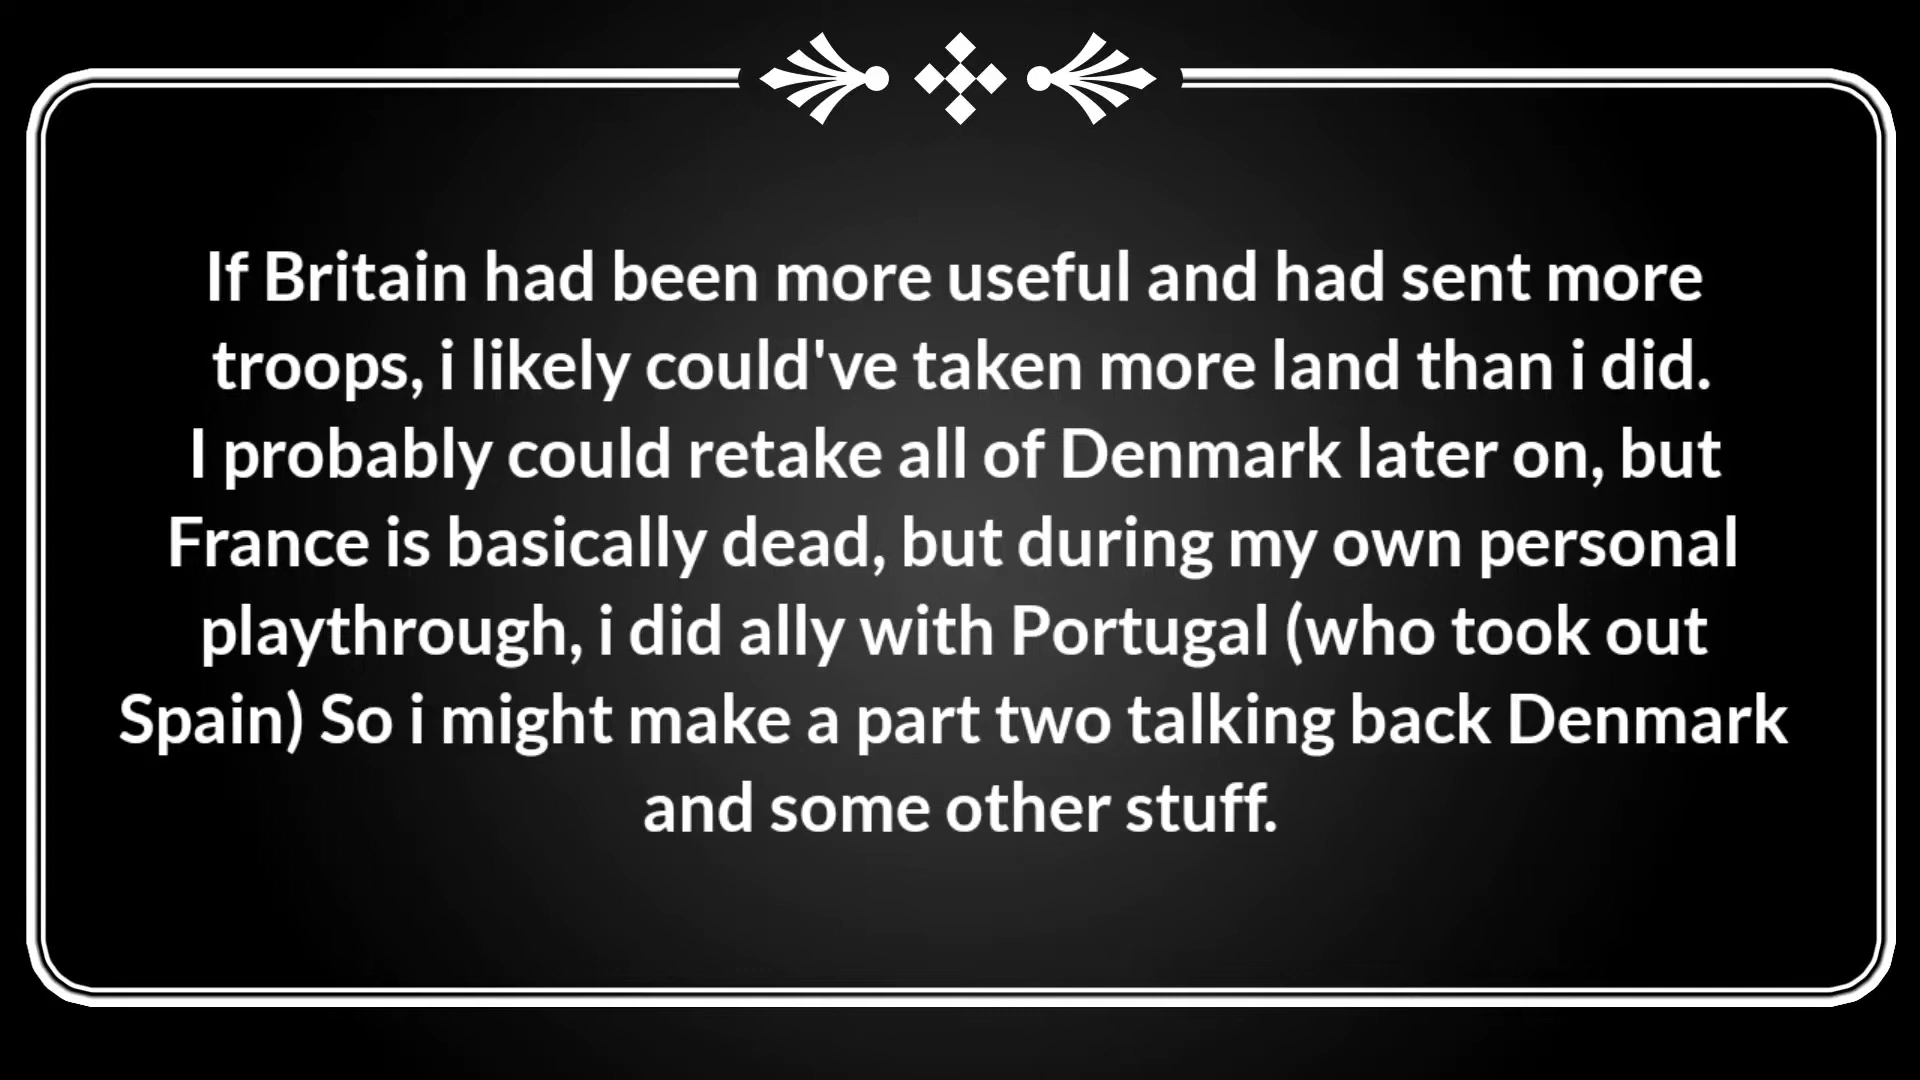 If Britain had been more useful and had sent more
troops, i likely could've taken more land than i did.
I probably could retake all of Denmark later on, but
France is basically dead, but during my own personal
playthrough, i did ally with Portugal (who took out
Spain) So i might make a part two talking back Denmark
and some other stuff.